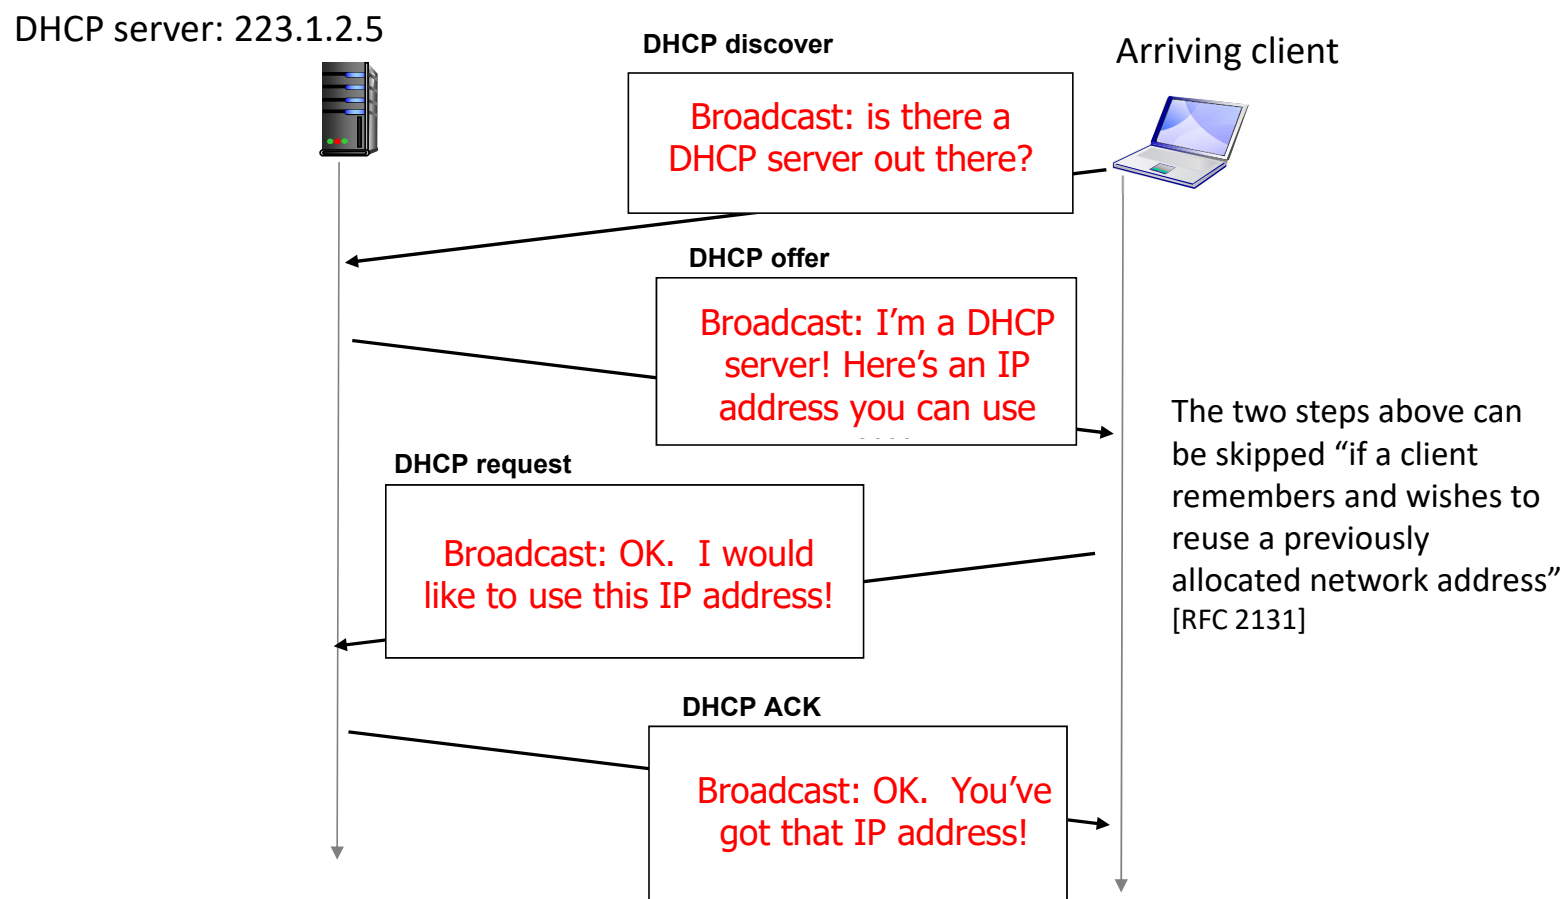 DHCP server: 223.1.2.5
DHCP discover
Arriving client
Broadcast: is there a
DHCP server out there?
DHCP offer
Broadcast: I’m a DHCP
server! Here’s an IP
address you can use
The two steps above can
be skipped “if a client
remembers and wishes to
reuse a previously
allocated network address”
[RFC 2131]
DHCP request
Broadcast: OK.  I would
like to use this IP address!
DHCP ACK
Broadcast: OK.  You’ve
got that IP address!